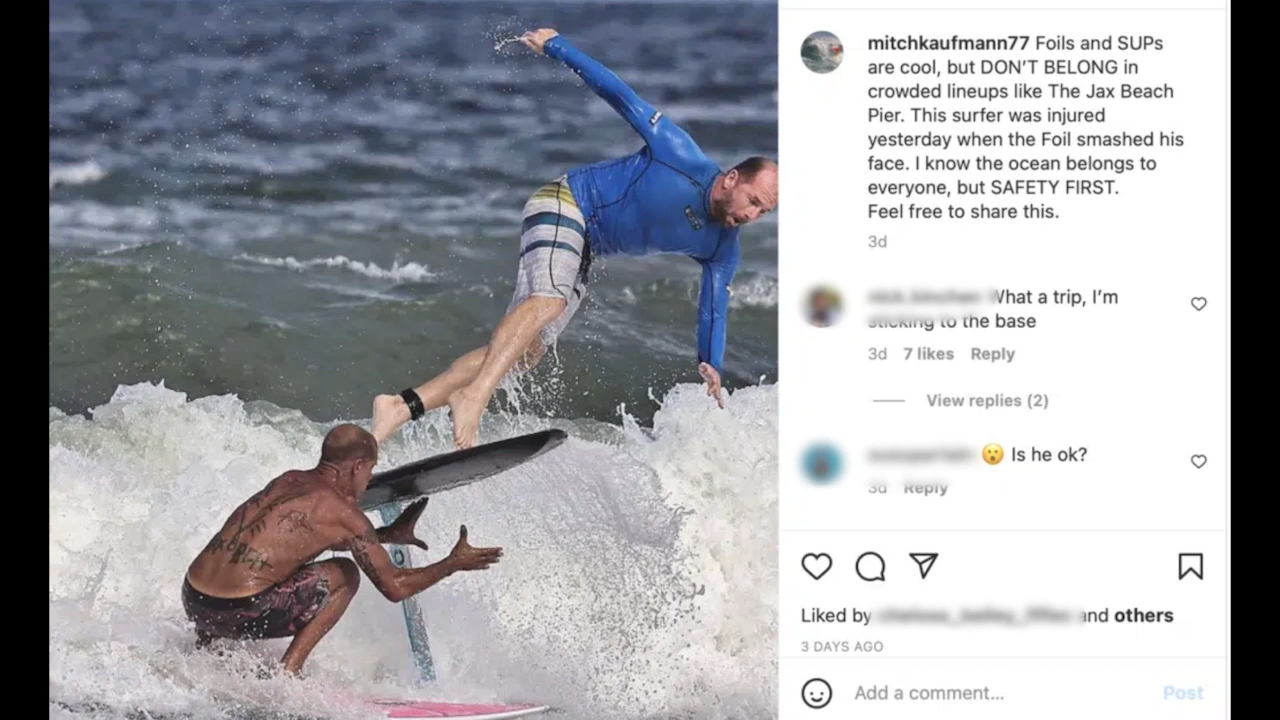 mitchkaufmann77 Foils and SUPs
are cool, but DON'T BELONG in
crowded lineups like The Jax Beach
Pier. This surfer was injured
yesterday when the Foil smashed his
face. I know the ocean belongs to
everyone, but SAFETY FIRST.
Feel free to share this.
3d
What a trip, I'm
sticking to the base
3d 7 likes Reply
View replies (2)
😮 Is he ok?
3d Reply
Liked by and others
3 DAYS AGO
Add a comment... Post